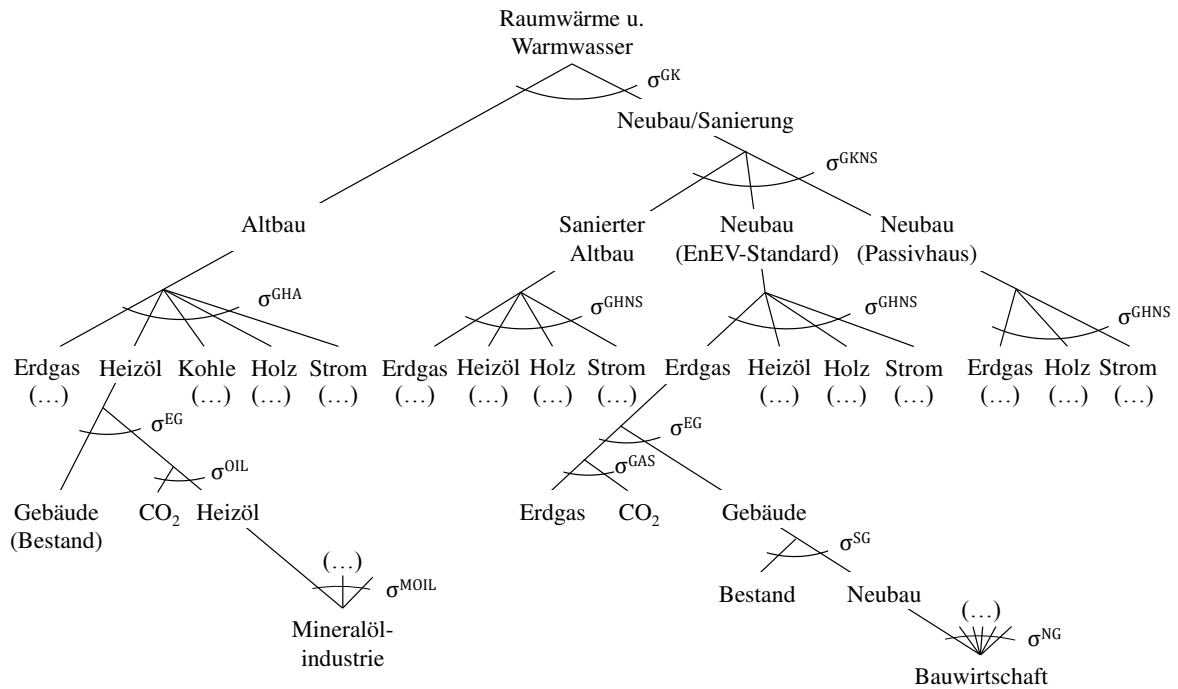 Raumwärme u.
Warmwasser
σ^GK
Neubau/Sanierung
σ^GKNS
Altbau
Sanierter
Altbau
Neubau
(EnEV-Standard)
Neubau
(Passivhaus)
σ^GHA
σ^GHNS
σ^GHNS
σ^GHNS
Erdgas Heizöl Kohle Holz Strom Erdgas Heizöl Holz Strom Erdgas Heizöl Holz Strom Erdgas Holz Strom
(…) (…) (…) (…) (…) (…) (…) (…) (…) (…) (…) (…) (…) (…)
σ^EG
σ^EG
σ^OIL
σ^GAS
Gebäude
(Bestand)
CO₂
Heizöl
Erdgas
CO₂
Gebäude
σ^SG
(…)
σ^MOIL
Mineralöl-
industrie
Bestand
Neubau
(…)
σ^NG
Bauwirtschaft